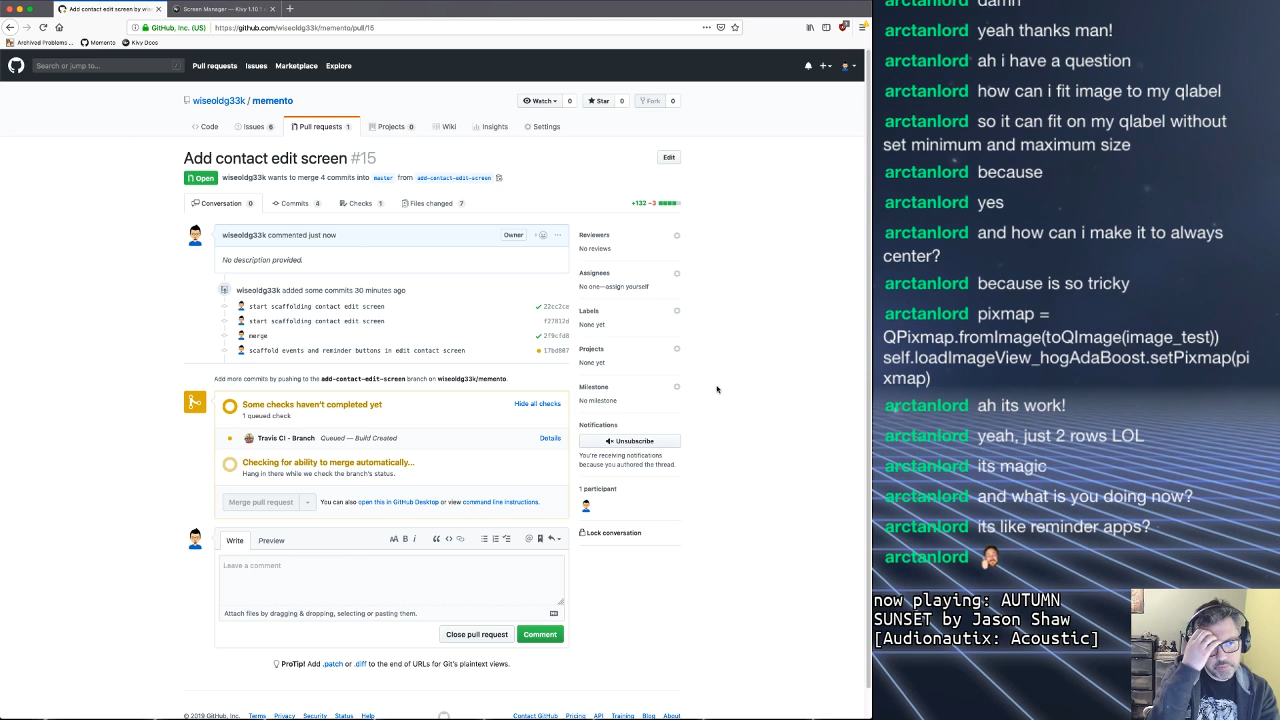 Add contact edit screen by w
Screen Manager — Kivy 1.10.1
GitHub, Inc. (US)
https://github.com/wiseoldg33k/memento/pull/15
Archived Problems ...
Memento
Kivy Docs
Search or jump to...
Pull requests
Issues
Marketplace
Explore
wiseoldg33k / memento
Watch
0
Star
0
Fork
0
Code
Issues 6
Pull requests 1
Projects 0
Wiki
Insights
Settings
Add contact edit screen #15
Edit
Open
wiseoldg33k wants to merge 4 commits into master from add-contact-edit-screen
Conversation 0
Commits 4
Checks 1
Files changed 7
+132 −3
wiseoldg33k commented just now
Owner
No description provided.
wiseoldg33k added some commits 30 minutes ago
start scaffolding contact edit screen
22cc2ca
start scaffolding contact edit screen
f27812d
merge
2f9cfd8
scaffold events and reminder buttons in edit contact screen
17bd807
Add more commits by pushing to the add-contact-edit-screen branch on wiseoldg33k/memento.
Some checks haven't completed yet
Hide all checks
1 queued check
Travis CI - Branch Queued — Build Created
Details
Checking for ability to merge automatically...
Hang in there while we check the branch's status.
Merge pull request
You can also open this in GitHub Desktop or view command line instructions.
Write
Preview
Leave a comment
Attach files by dragging & dropping, selecting or pasting them.
Close pull request
Comment
ProTip! Add .patch or .diff to the end of URLs for Git's plaintext views.
Reviewers
No reviews
Assignees
No one—assign yourself
Labels
None yet
Projects
None yet
Milestone
No milestone
Notifications
Unsubscribe
You're receiving notifications
because you authored the thread.
1 participant
Lock conversation
© 2019 GitHub, Inc.
Terms
Privacy
Security
Status
Help
Contact GitHub
Pricing
API
Training
Blog
About
arctanlord damn
arctanlord yeah thanks man!
arctanlord ah i have a question
arctanlord how can i fit image to my qlabel
arctanlord so it can fit on my qlabel without
set minimum and maximum size
arctanlord because
arctanlord yes
arctanlord and how can i make it to always
center?
arctanlord because is so tricky
arctanlord pixmap =
QPixmap.fromImage(toQImage(image_test))
self.loadImageView_hogAdaBoost.setPixmap(pi
xmap)
arctanlord ah its work!
arctanlord yeah, just 2 rows LOL
arctanlord its magic
arctanlord and what is you doing now?
arctanlord its like reminder apps?
arctanlord
now playing: AUTUMN
SUNSET by Jason Shaw
[Audionautix: Acoustic]